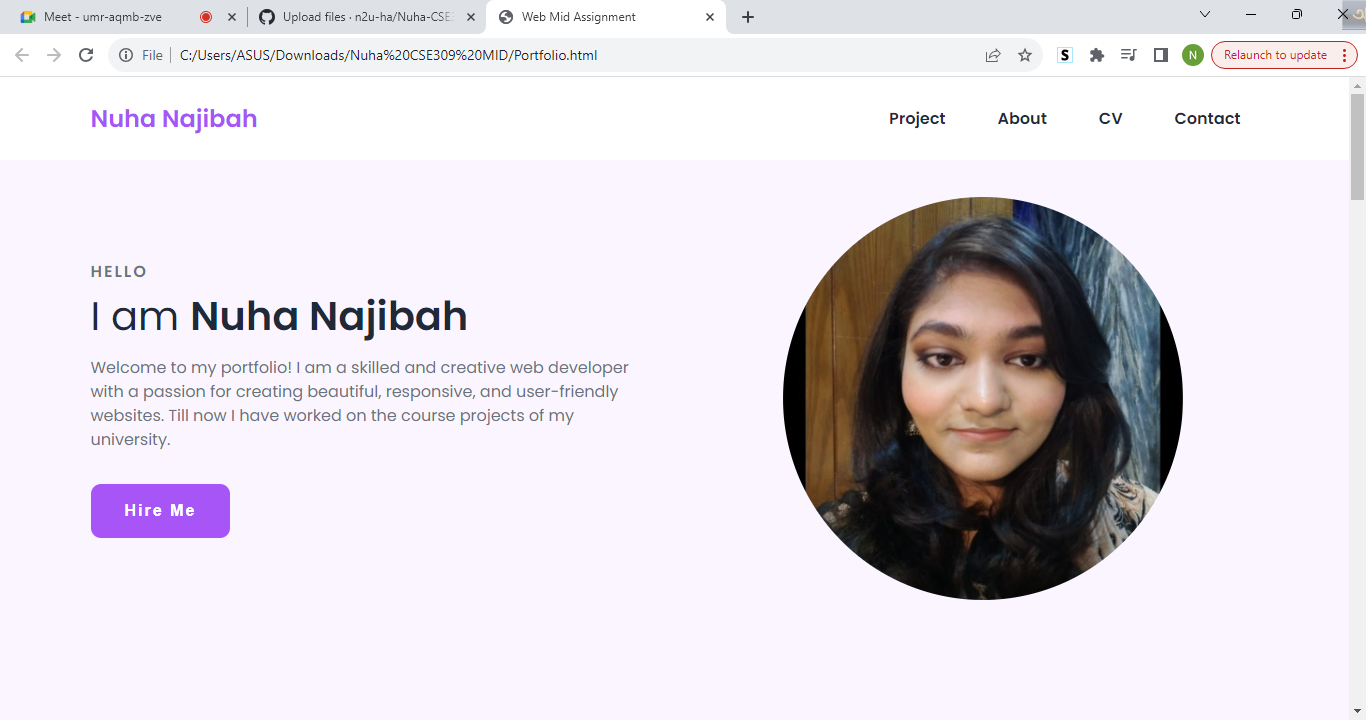 Meet - umr-aqmb-zve
Upload files · n2u-ha/Nuha-CSE
Web Mid Assignment
File
C:/Users/ASUS/Downloads/Nuha%20CSE309%20MID/Portfolio.html
S
N
Relaunch to update
Nuha Najibah
Project
About
CV
Contact
HELLO
I am Nuha Najibah
Welcome to my portfolio! I am a skilled and creative web developer
with a passion for creating beautiful, responsive, and user-friendly
websites. Till now I have worked on the course projects of my
university.
Hire Me